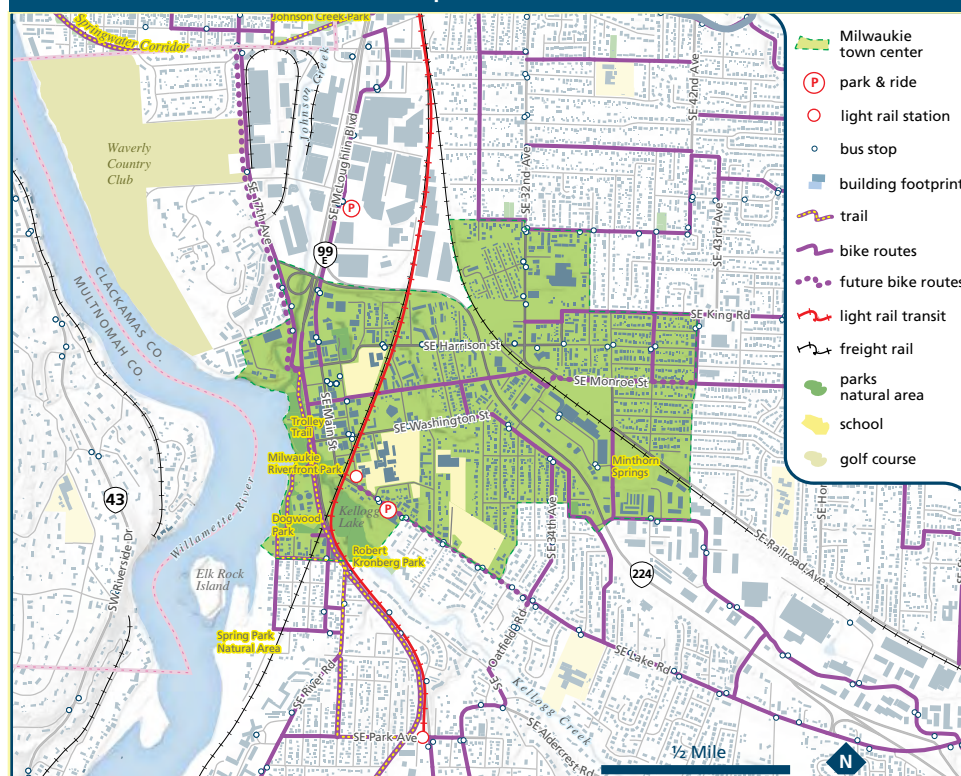 Johnson Creek Park
Springwater Corridor
Johnson Creek
SE 42nd Ave
Milwaukie
town center
park & ride
light rail station
bus stop
building footprint
trail
bike routes
future bike routes
light rail transit
freight rail
parks
natural area
school
golf course
Waverly
Country
Club
SE McLoughlin Blvd
SE 32nd Ave
P
SE 17th Ave
SE 43rd Ave
99
E
CLACKAMAS CO.
MULTNOMAH CO.
SE King Rd
SE Harrison St
SE Monroe St
SE Main St
SE Washington St
Trolley
Trail
Milwaukie
Riverfront Park
Minthorn
Springs
43
Willamette River
SW Riverside Dr
Dogwood
Park
Kellogg
Lake
P
SE 34th Ave
SE Railroad Ave
Robert
Kronberg Park
Elk Rock
Island
224
Spring Park
Natural Area
SE Oatfield Rd
SE Lake Rd
SE River Rd
Kellogg Creek
SE Park Ave
SE Aldercrest Rd
½ Mile
N